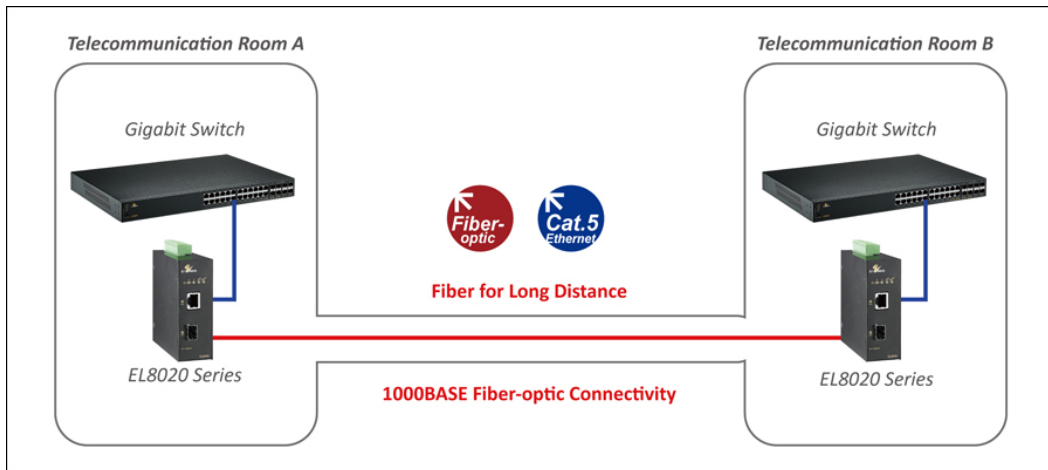 Telecommunication Room A
Telecommunication Room B
Gigabit Switch
Gigabit Switch
Fiber-
optic
Cat.5
Ethernet
Fiber for Long Distance
EL8020 Series
EL8020 Series
1000BASE Fiber-optic Connectivity